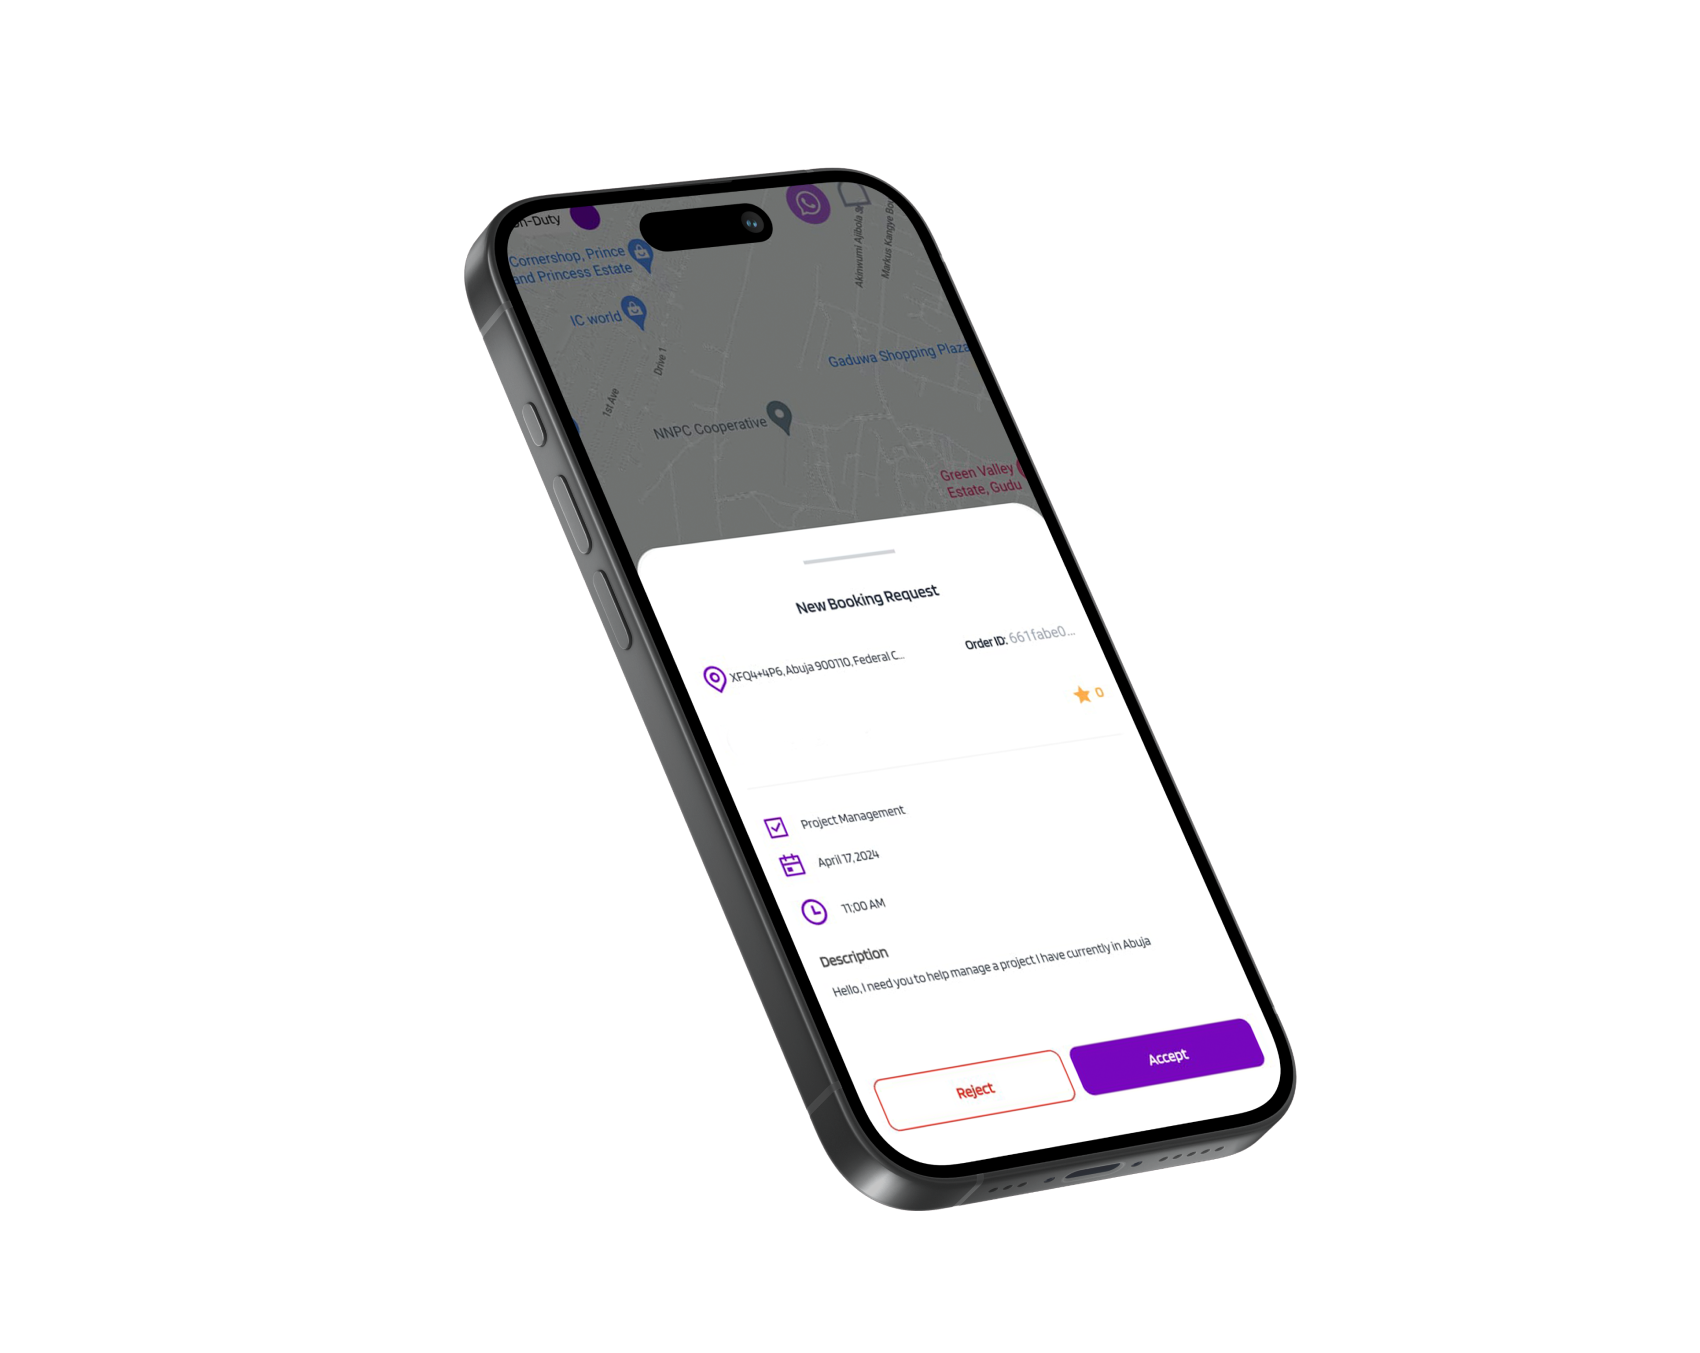 On-Duty
Cornershop, Prince
and Princess Estate
IC world
Akinwumi Ajibola St
Markus Kangye
Drive 1
1st Ave
Gaduwa Shopping Plaza
NNPC Cooperative
Green Valley
Estate, Gudu
New Booking Request
Order ID: 661fabe0...
XFQ4+4P6, Abuja 900110, Federal C...
0
Project Management
April 17, 2024
11:00 AM
Description
Hello, I need you to help manage a project I have currently in Abuja
Reject
Accept